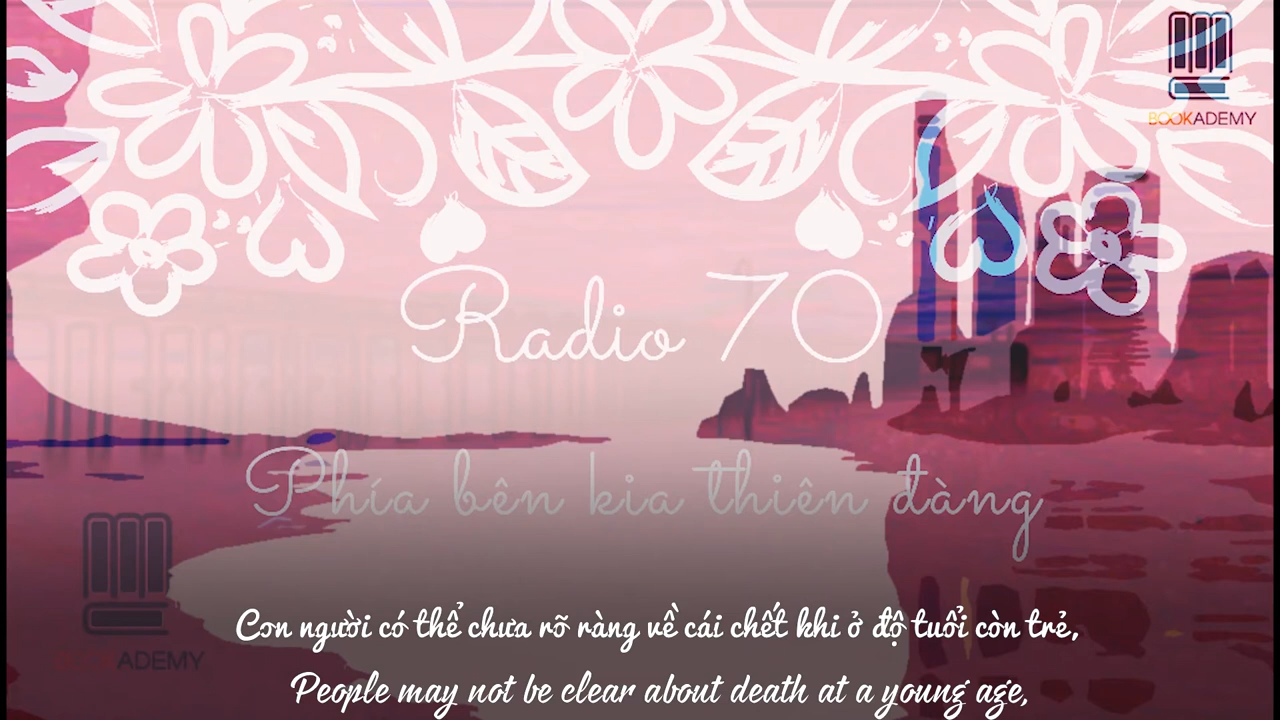 BOOKADEMY
Radio 70
Phía bên kia thiên đàng
BOOKADEMY
Con người có thể chưa rõ ràng về cái chết khi ở độ tuổi còn trẻ,
People may not be clear about death at a young age,